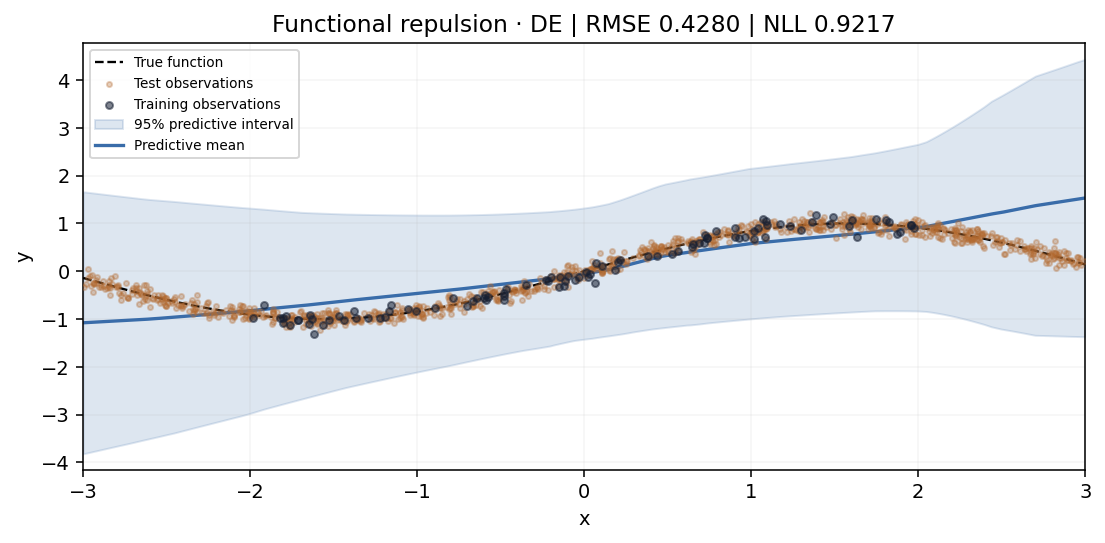 Functional repulsion · DE | RMSE 0.4280 | NLL 0.9217
True function
Test observations
Training observations
95% predictive interval
Predictive mean
4
3
2
1
0
−1
−2
−3
−4
y
−3
−2
−1
0
1
2
3
x